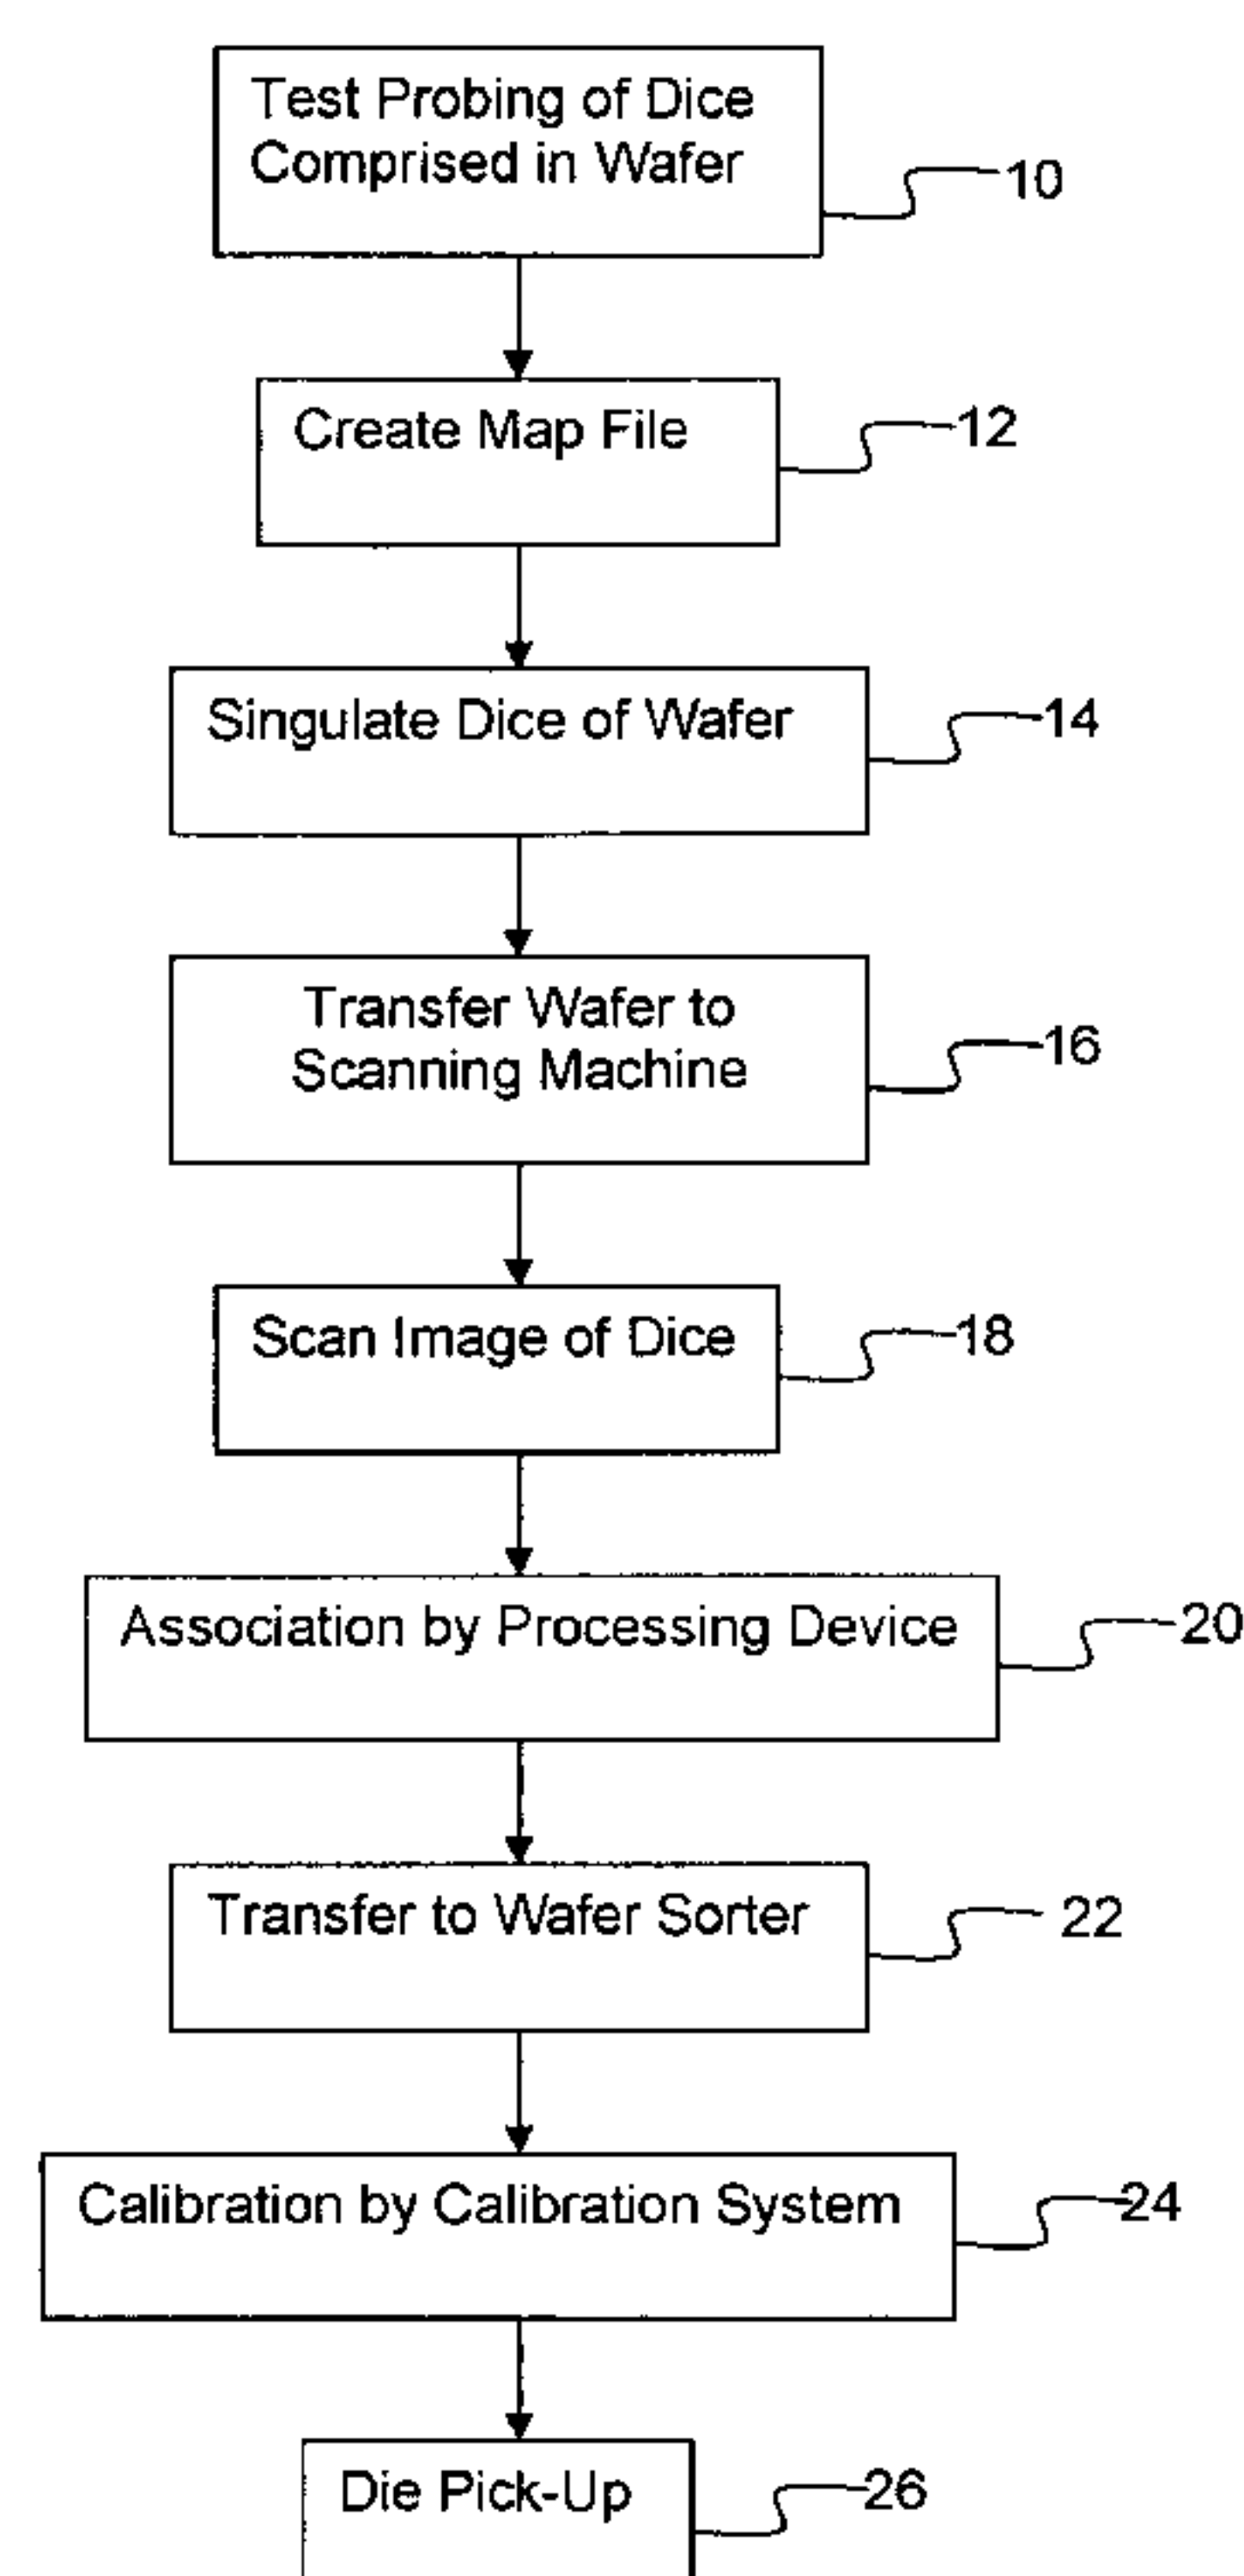 Test Probing of Dice
Comprised in Wafer
10
Create Map File
12
Singulate Dice of Wafer
14
Transfer Wafer to
Scanning Machine
16
Scan Image of Dice
18
Association by Processing Device
20
Transfer to Wafer Sorter
22
Calibration by Calibration System
24
Die Pick-Up
26